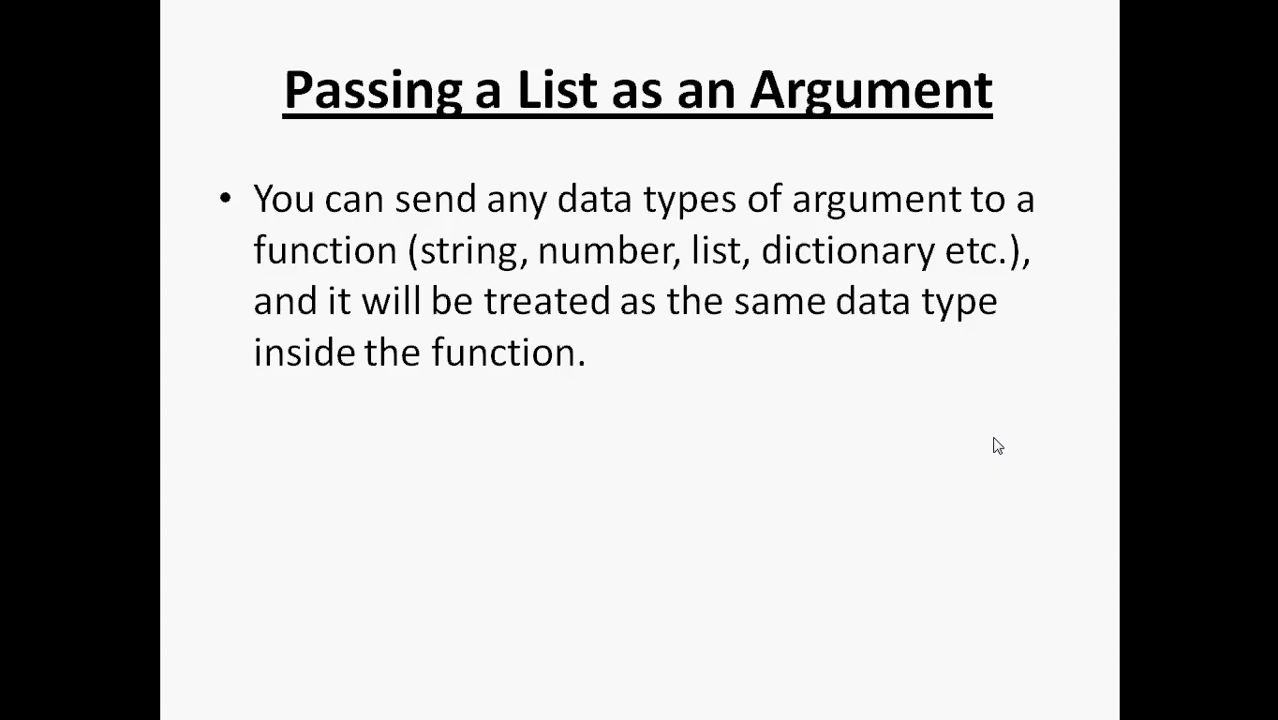 Passing a List as an Argument
• You can send any data types of argument to a
function (string, number, list, dictionary etc.),
and it will be treated as the same data type
inside the function.